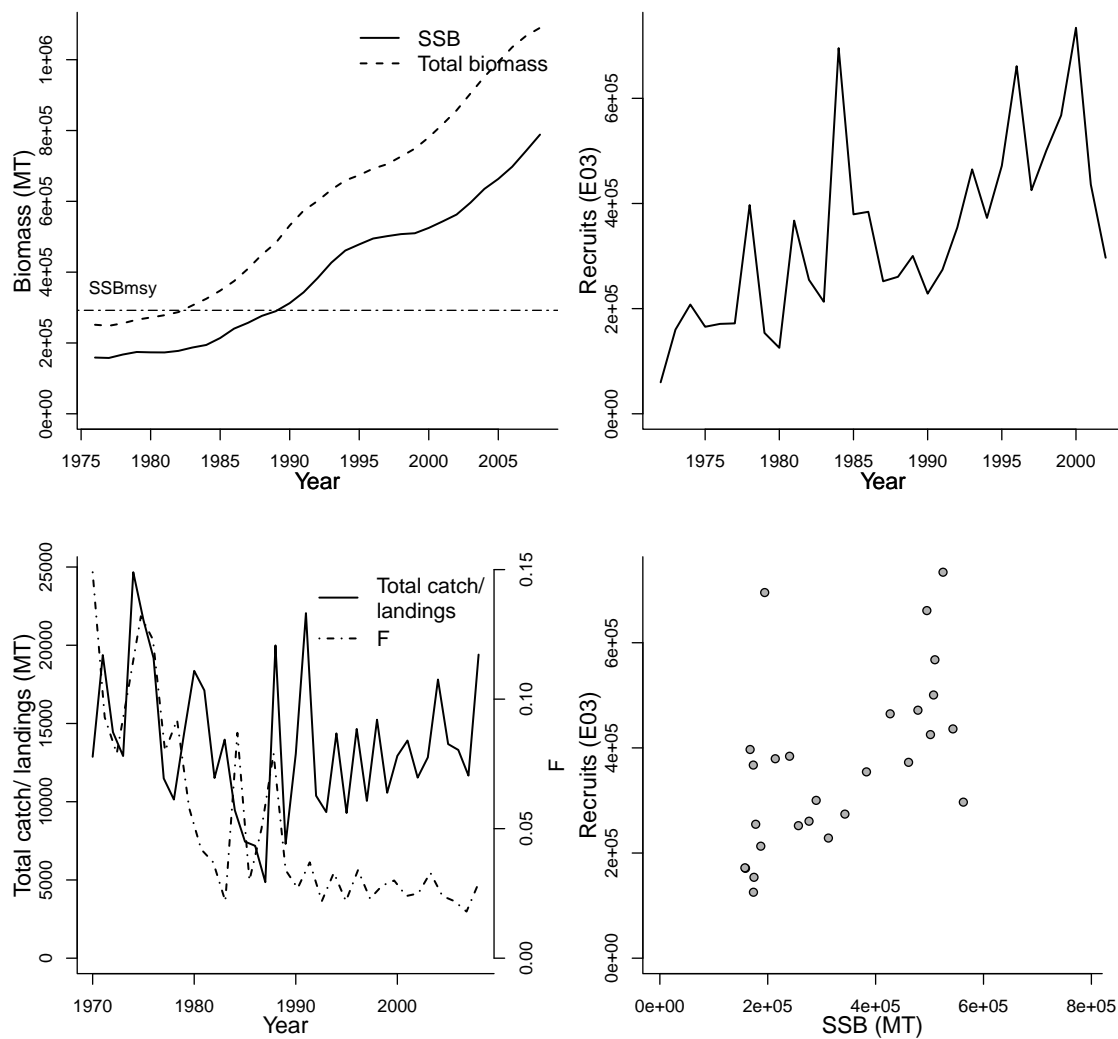 SSB
Total biomass
SSBmsy
Biomass (MT)
0e+00
2e+05
4e+05
6e+05
8e+05
1e+06
1975
1980
1985
1990
1995
2000
2005
Year
Recruits (E03)
0e+00
2e+05
4e+05
6e+05
1975
1980
1985
1990
1995
2000
Year
Total catch/
landings
F
Total catch/ landings (MT)
0
5000
10000
15000
20000
25000
0.00
0.05
0.10
0.15
F
1970
1980
1990
2000
Year
Recruits (E03)
0e+00
2e+05
4e+05
6e+05
0e+00
2e+05
4e+05
6e+05
8e+05
SSB (MT)